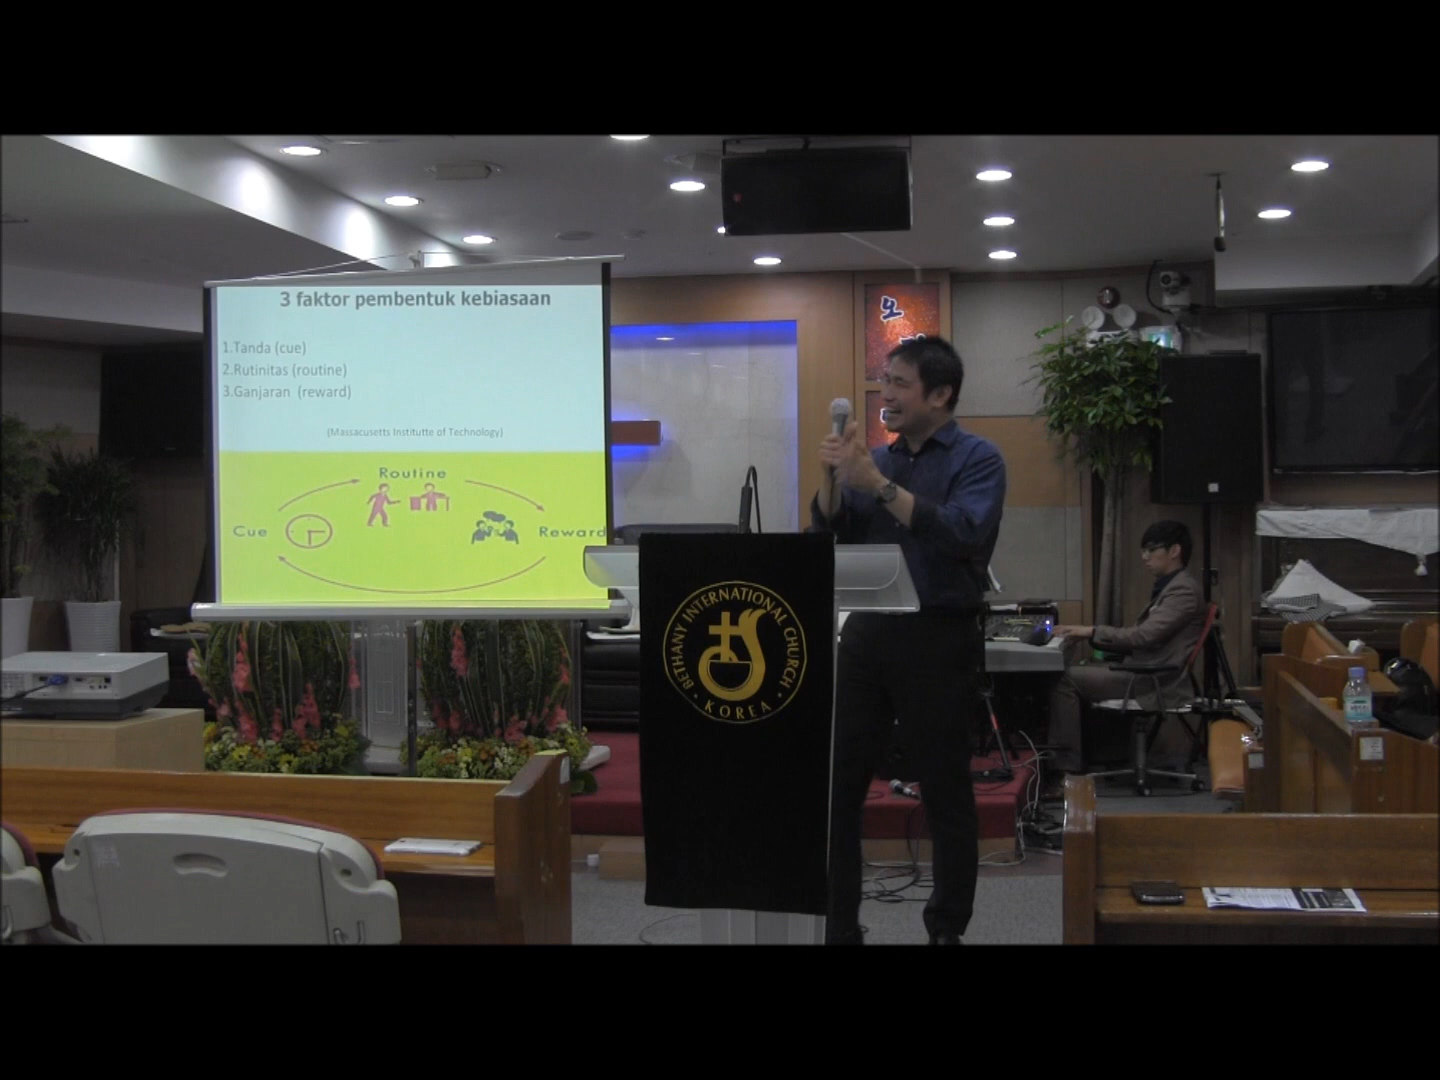 3 faktor pembentuk kebiasaan
1.Tanda (cue)
2.Rutinitas (routine)
3.Ganjaran (reward)
(Massacusetts Institutte of Technology)
Routine
Cue
Reward
오
BETHANY INTERNATIONAL CHURCH
• KOREA •